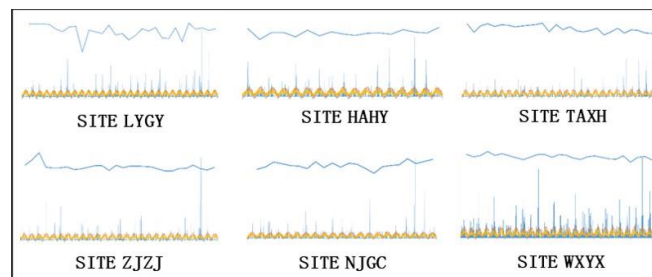 SITE LYGY
SITE HAHY
SITE TAXH
SITE ZJZJ
SITE NJGC
SITE WXYX